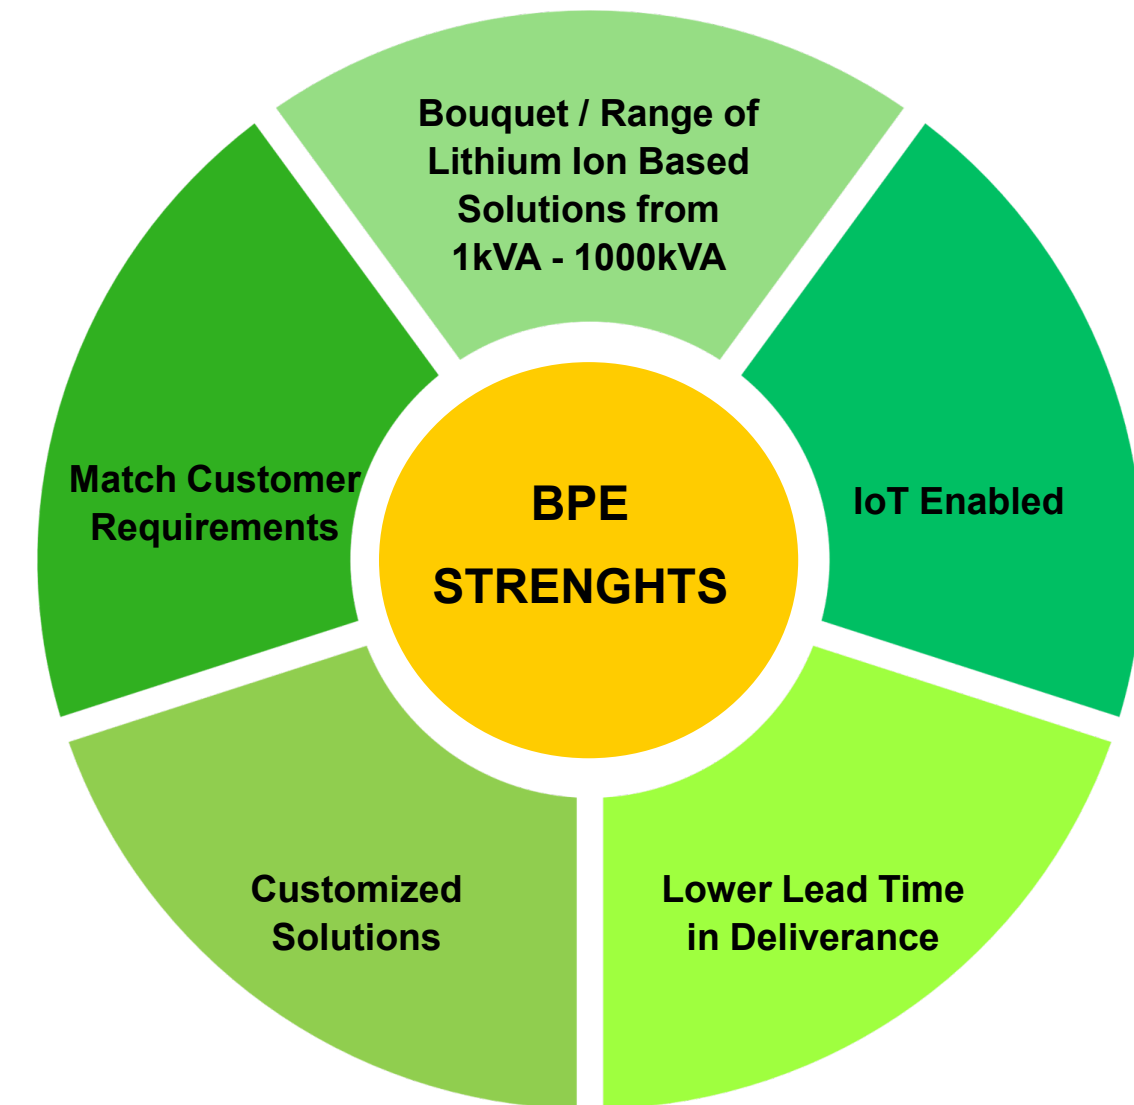 Bouquet / Range of
Lithium Ion Based
Solutions from
1kVA - 1000kVA
Match Customer
Requirements
BPE
STRENGHTS
IoT Enabled
Customized
Solutions
Lower Lead Time
in Deliverance